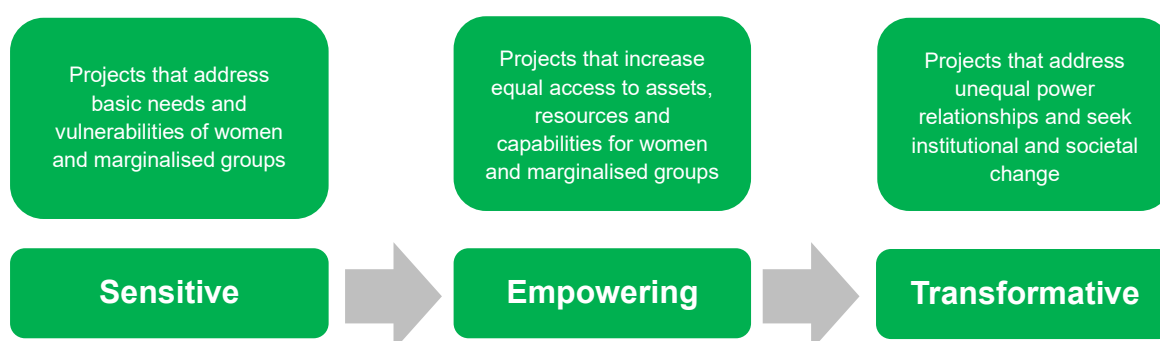 Projects that address
basic needs and
vulnerabilities of women
and marginalised groups
Projects that increase
equal access to assets,
resources and
capabilities for women
and marginalised groups
Projects that address
unequal power
relationships and seek
institutional and societal
change
Sensitive
Empowering
Transformative